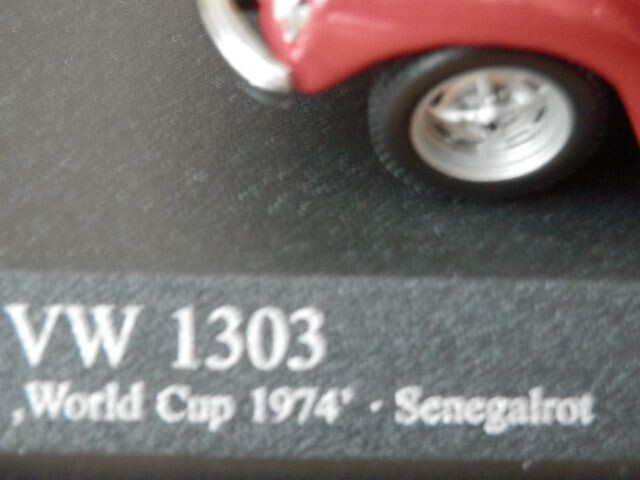 VW 1303
‚World Cup 1974' · Senegalrot